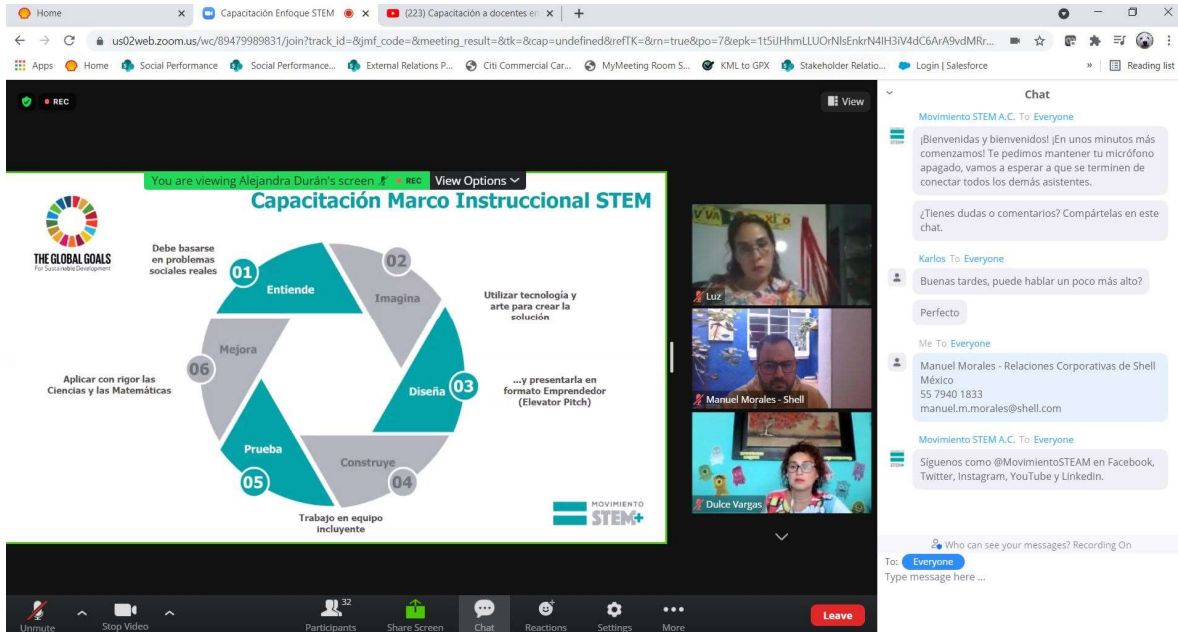 Home
Capacitación Enfoque STEM
(223) Capacitación a docentes en
us02web.zoom.us/wc/89479989831/join?track_id=&jmf_code=&meeting_result=&tk=&cap=undefined&refTK=&rn=true&po=7&epk=1t5iJHhmLLUOrNlsEnkrN4IH3iV4dC6ArA9vdMRr...
Apps
Home
Social Performance
Social Performance...
External Relations P...
Citi Commercial Car...
MyMeeting Room S...
KML to GPX
Stakeholder Relatio...
Login | Salesforce
»
Reading list
REC
View
You are viewing Alejandra Durán's screen
REC
View Options
Capacitación Marco Instruccional STEM
THE GLOBAL GOALS
For Sustainable Development
Debe basarse
en problemas
sociales reales
01
Entiende
02
Imagina
Utilizar tecnología y
arte para crear la
solución
Diseña
03
...y presentarla en
formato Emprendedor
(Elevator Pitch)
Construye
04
Trabajo en equipo
incluyente
Prueba
05
Mejora
06
Aplicar con rigor las
Ciencias y las Matemáticas
MOVIMIENTO
STEM+
Luz
Manuel Morales - Shell
Dulce Vargas
Chat
Movimiento STEM A.C. To Everyone
¡Bienvenidas y bienvenidos! ¡En unos minutos más
comenzamos! Te pedimos mantener tu micrófono
apagado, vamos a esperar a que se terminen de
conectar todos los demás asistentes.
¿Tienes dudas o comentarios? Compártelas en este
chat.
Karlos To Everyone
Buenas tardes, puede hablar un poco más alto?
Perfecto
Me To Everyone
Manuel Morales - Relaciones Corporativas de Shell
México
55 7940 1833
manuel.m.morales@shell.com
Movimiento STEM A.C. To Everyone
Síguenos como @MovimientoSTEAM en Facebook,
Twitter, Instagram, YouTube y Linkedin.
Who can see your messages? Recording On
To: Everyone
Type message here ...
Unmute
Stop Video
Participants
32
Share Screen
Chat
Reactions
Settings
More
Leave